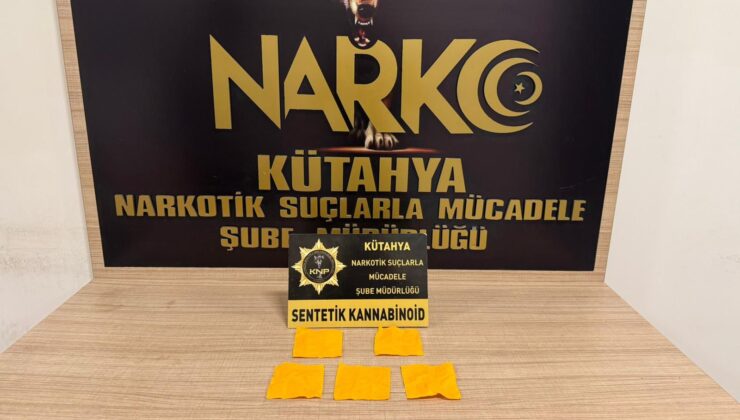 NARKO
KÜTAHYA
NARKOTİK SUÇLARLA MÜCADELE
ŞUBE MÜDÜRLÜĞÜ
KÜTAHYA
NARKOTİK SUÇLARLA
MÜCADELE
ŞUBE MÜDÜRLÜĞÜ
KNP
SENTETİK KANNABİNOİD